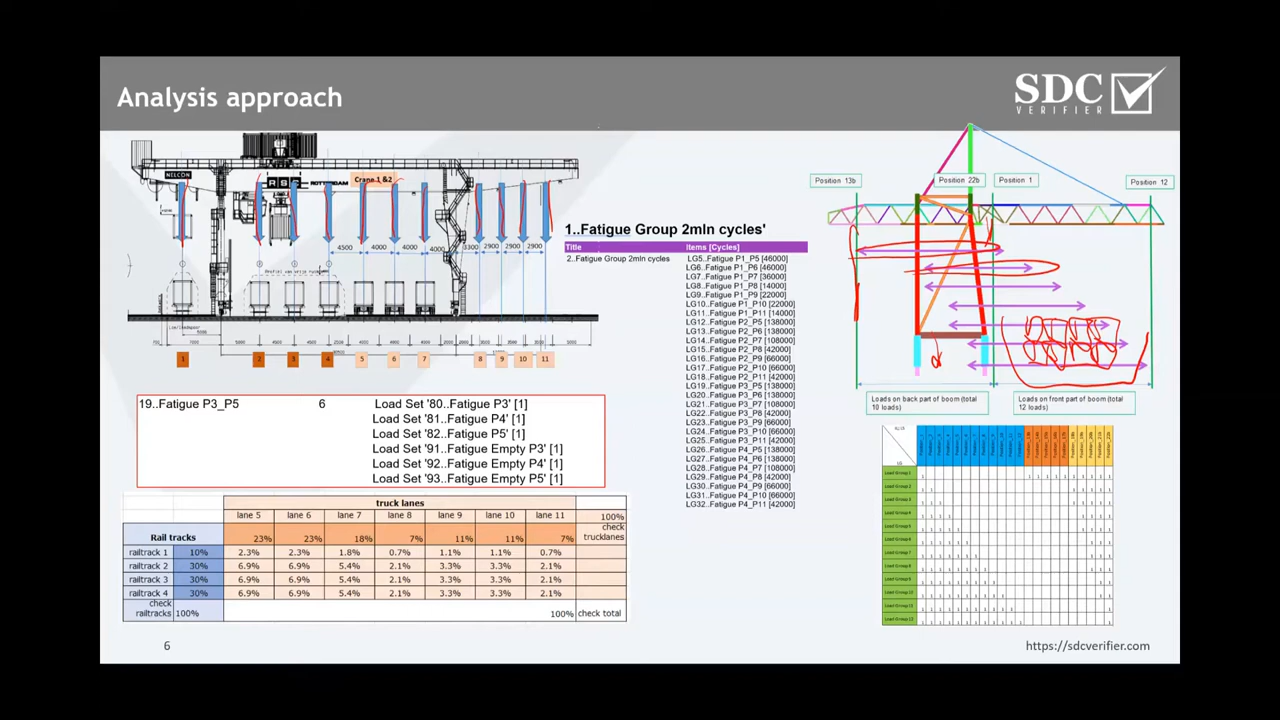 Analysis approach
SDC
VERIFIER
NELCON
RSC ROTTERDAM
Crane 1 &2
4500 4000 4000 4000 3300 2900 2900 2900
1 2 3 4 5 6 7 8 9 10 11
19..Fatigue P3_P5 6 Load Set '80..Fatigue P3' [1]
Load Set '81..Fatigue P4' [1]
Load Set '82..Fatigue P5' [1]
Load Set '91..Fatigue Empty P3' [1]
Load Set '92..Fatigue Empty P4' [1]
Load Set '93..Fatigue Empty P5' [1]
truck lanes
lane 5 lane 6 lane 7 lane 8 lane 9 lane 10 lane 11 100%
check
trucklanes
Rail tracks 23% 23% 18% 7% 11% 11% 7%
railtrack 1 10% 2.3% 2.3% 1.8% 0.7% 1.1% 1.1% 0.7%
railtrack 2 30% 6.9% 6.9% 5.4% 2.1% 3.3% 3.3% 2.1%
railtrack 3 30% 6.9% 6.9% 5.4% 2.1% 3.3% 3.3% 2.1%
railtrack 4 30% 6.9% 6.9% 5.4% 2.1% 3.3% 3.3% 2.1%
check
railtracks 100% 100% check total
1..Fatigue Group 2mln cycles'
Title Items [Cycles]
2..Fatigue Group 2mln cycles LG5..Fatigue P1_P5 [46000]
LG6..Fatigue P1_P6 [46000]
LG7..Fatigue P1_P7 [36000]
LG8..Fatigue P1_P8 [14000]
LG9..Fatigue P1_P9 [22000]
LG10..Fatigue P1_P10 [22000]
LG11..Fatigue P1_P11 [14000]
LG12..Fatigue P2_P5 [138000]
LG13..Fatigue P2_P6 [138000]
LG14..Fatigue P2_P7 [108000]
LG15..Fatigue P2_P8 [42000]
LG16..Fatigue P2_P9 [66000]
LG17..Fatigue P2_P10 [66000]
LG18..Fatigue P2_P11 [42000]
LG19..Fatigue P3_P5 [138000]
LG20..Fatigue P3_P6 [138000]
LG21..Fatigue P3_P7 [108000]
LG22..Fatigue P3_P8 [42000]
LG23..Fatigue P3_P9 [66000]
LG24..Fatigue P3_P10 [66000]
LG25..Fatigue P3_P11 [42000]
LG26..Fatigue P4_P5 [138000]
LG27..Fatigue P4_P6 [138000]
LG28..Fatigue P4_P7 [108000]
LG29..Fatigue P4_P8 [42000]
LG30..Fatigue P4_P9 [66000]
LG31..Fatigue P4_P10 [66000]
LG32..Fatigue P4_P11 [42000]
Position 13b Position 22b Position 1 Position 12
Loads on back part of boom (total
10 loads)
Loads on front part of boom (total
12 loads)
6
https://sdcverifier.com